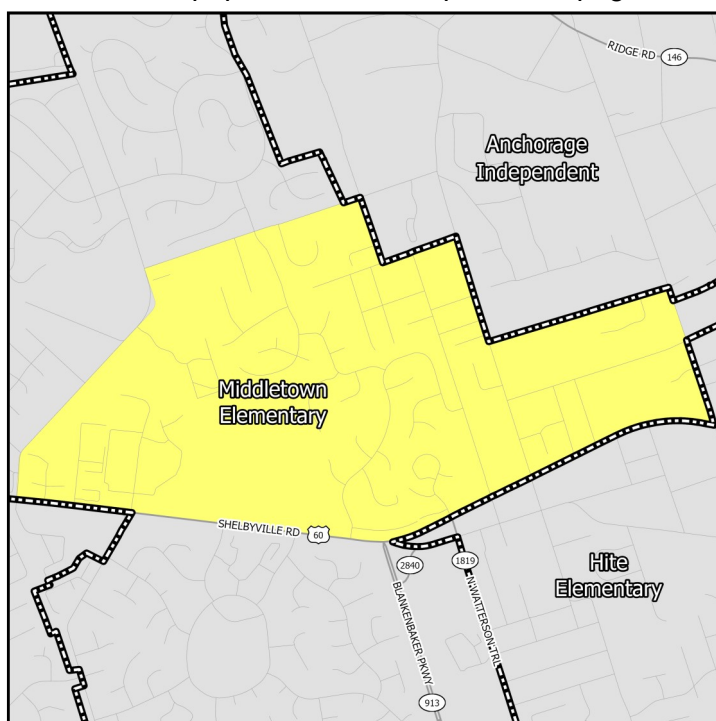 RIDGE RD
146
Anchorage
Independent
Middletown
Elementary
SHELBYVILLE RD
60
2840
1819
Hite
Elementary
BLANKENBAKER PKWY
N WATTERSON TRL
913